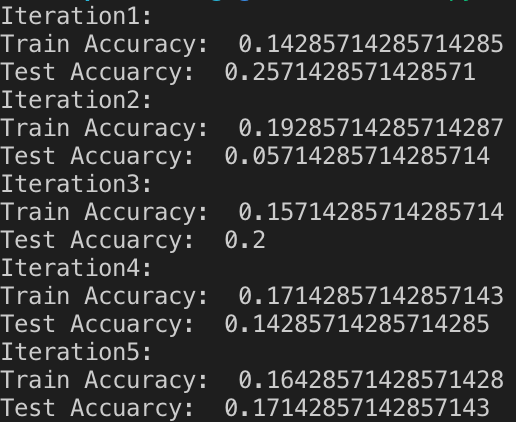 Iteration1:
Train Accuracy:  0.14285714285714285
Test Accuarcy:  0.2571428571428571
Iteration2:
Train Accuracy:  0.19285714285714287
Test Accuarcy:  0.05714285714285714
Iteration3:
Train Accuracy:  0.15714285714285714
Test Accuarcy:  0.2
Iteration4:
Train Accuracy:  0.17142857142857143
Test Accuarcy:  0.14285714285714285
Iteration5:
Train Accuracy:  0.16428571428571428
Test Accuarcy:  0.17142857142857143